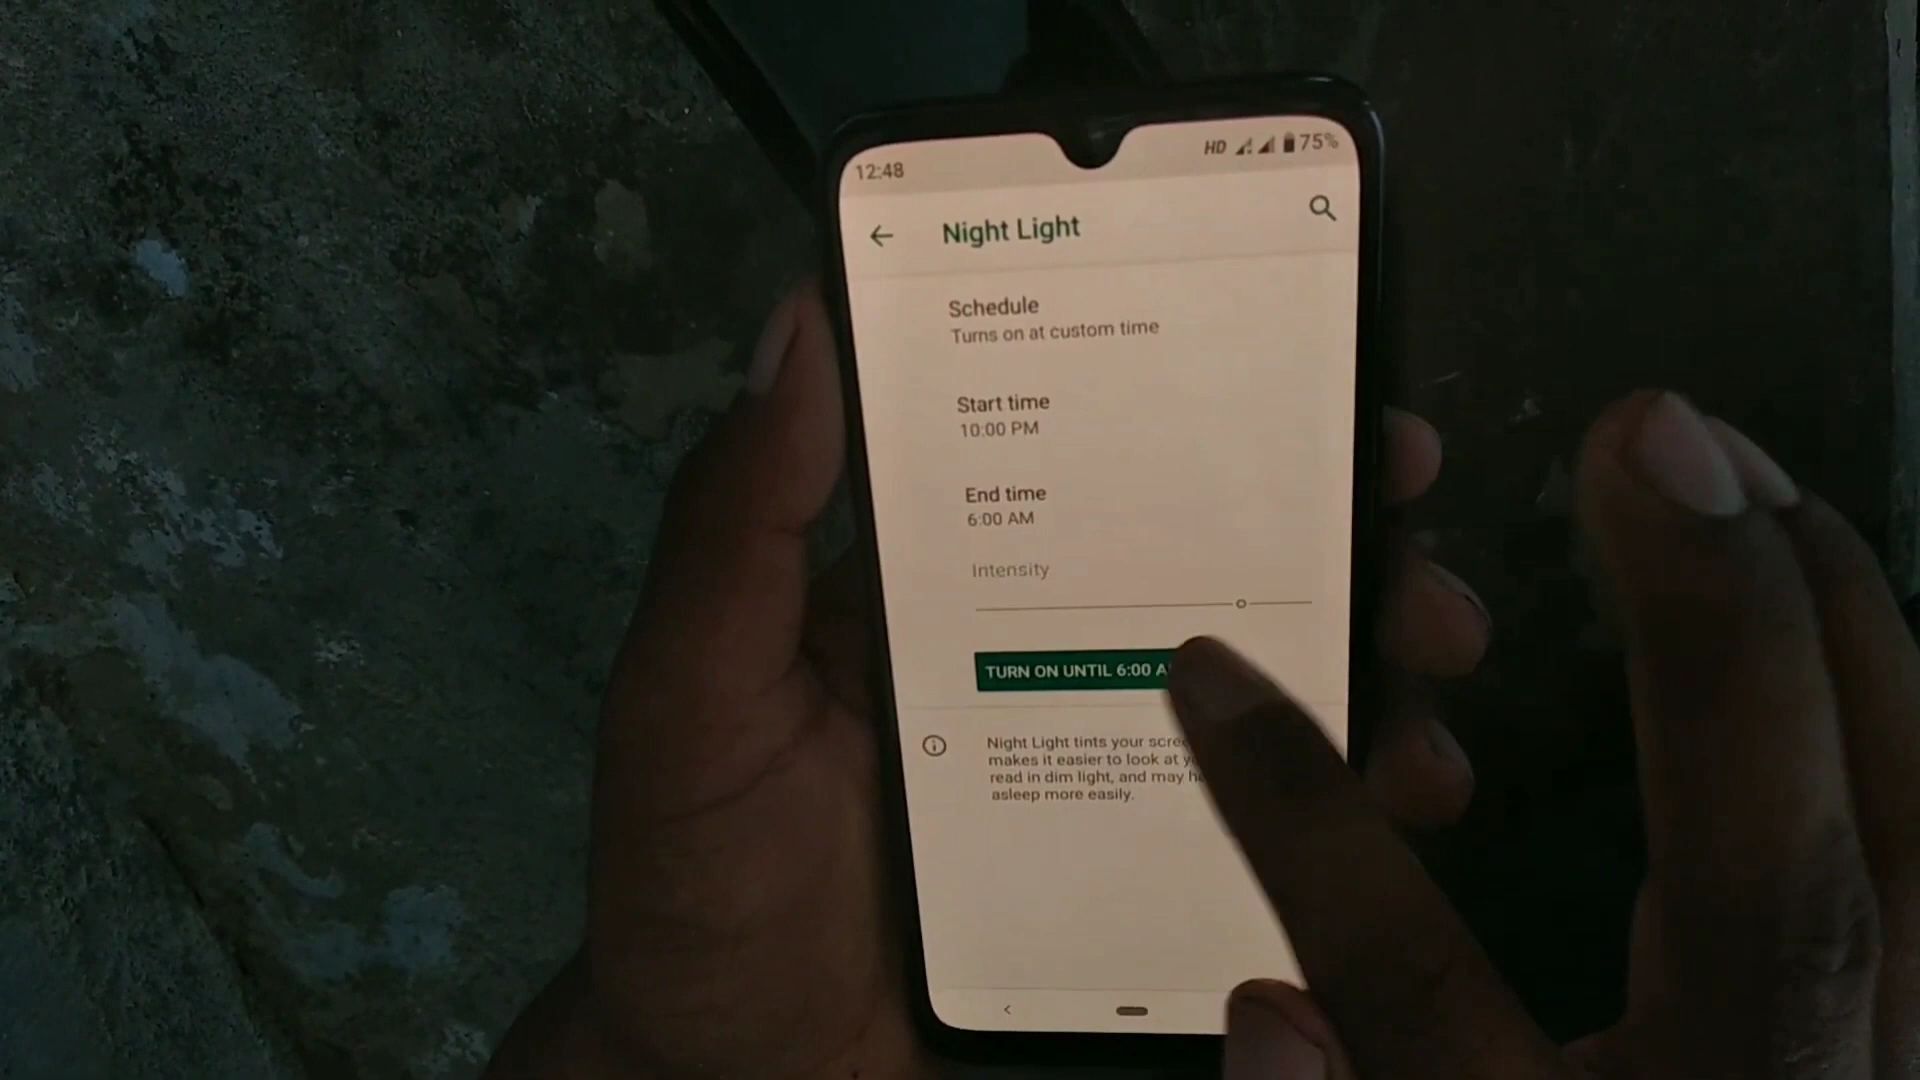 12:48
HD 75%
Night Light
Schedule
Turns on at custom time
Start time
10:00 PM
End time
6:00 AM
Intensity
TURN ON UNTIL 6:00
Night Light tints your
makes it easier to look at
read in dim light, and may
asleep more easily.